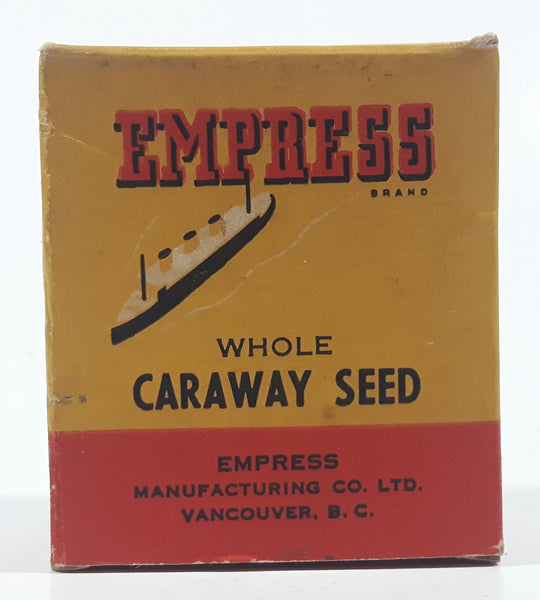 EMPRESS
BRAND
WHOLE
CARAWAY SEED
EMPRESS
MANUFACTURING CO. LTD.
VANCOUVER, B. C.